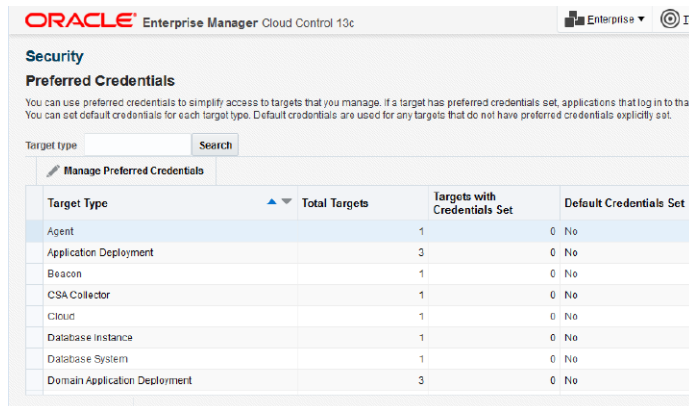 ORACLE Enterprise Manager Cloud Control 13c
Enterprise
Security
Preferred Credentials
You can use preferred credentials to simplify access to targets that you manage. If a target has preferred credentials set, applications that log in to tha
You can set default credentials for each target type. Default credentials are used for any targets that do not have preferred credentials explicitly set.
Target type Search
Manage Preferred Credentials
Target Type Total Targets Targets with Credentials Set Default Credentials Set
Agent 1 0 No
Application Deployment 3 0 No
Beacon 1 0 No
CSA Collector 1 0 No
Cloud 1 0 No
Database Instance 1 0 No
Database System 1 0 No
Domain Application Deployment 3 0 No